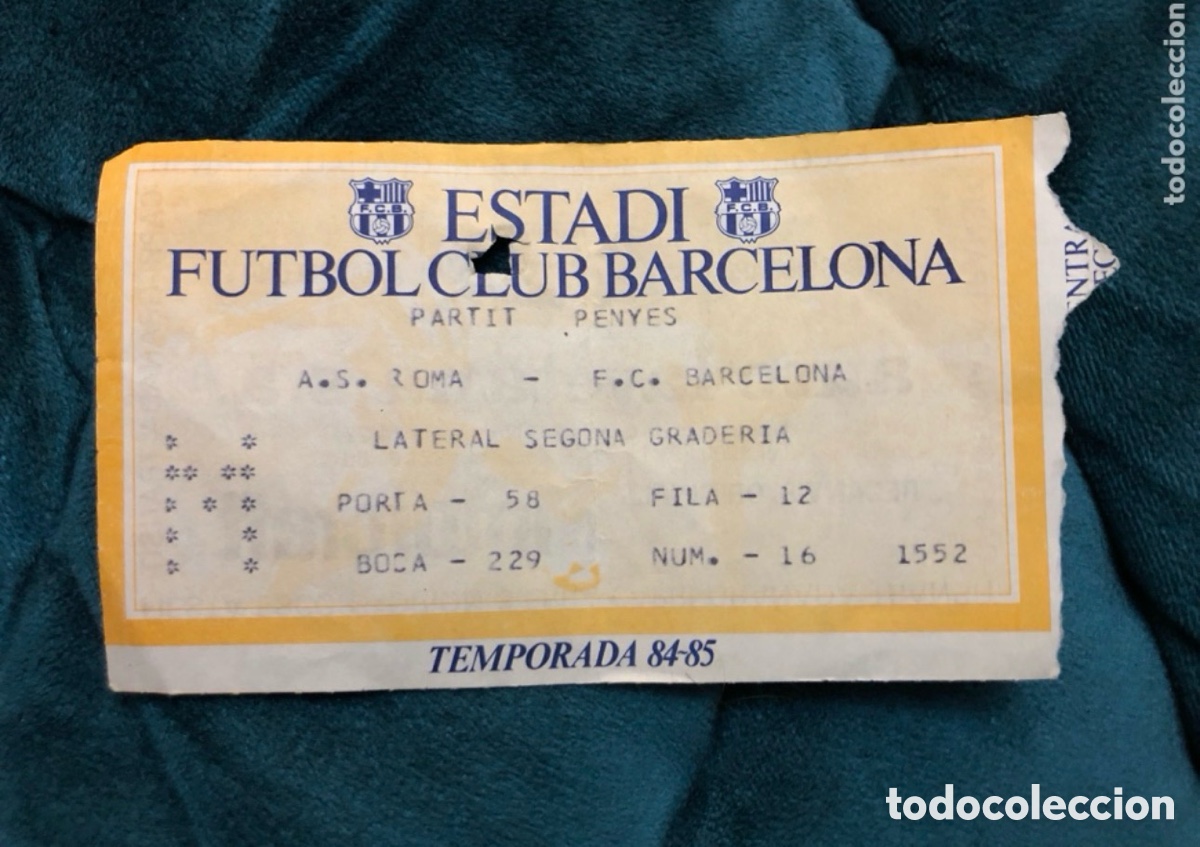 F.C.B. ESTADI F.C.B.
FUTBOL CLUB BARCELONA
PARTIT PENYES
A.S. ROMA - F.C. BARCELONA
LATERAL SEGONA GRADERIA
PORTA - 58 FILA - 12
BOCA - 229 NUM. - 16 1552
TEMPORADA 84-85
todocoleccion
todocoleccion